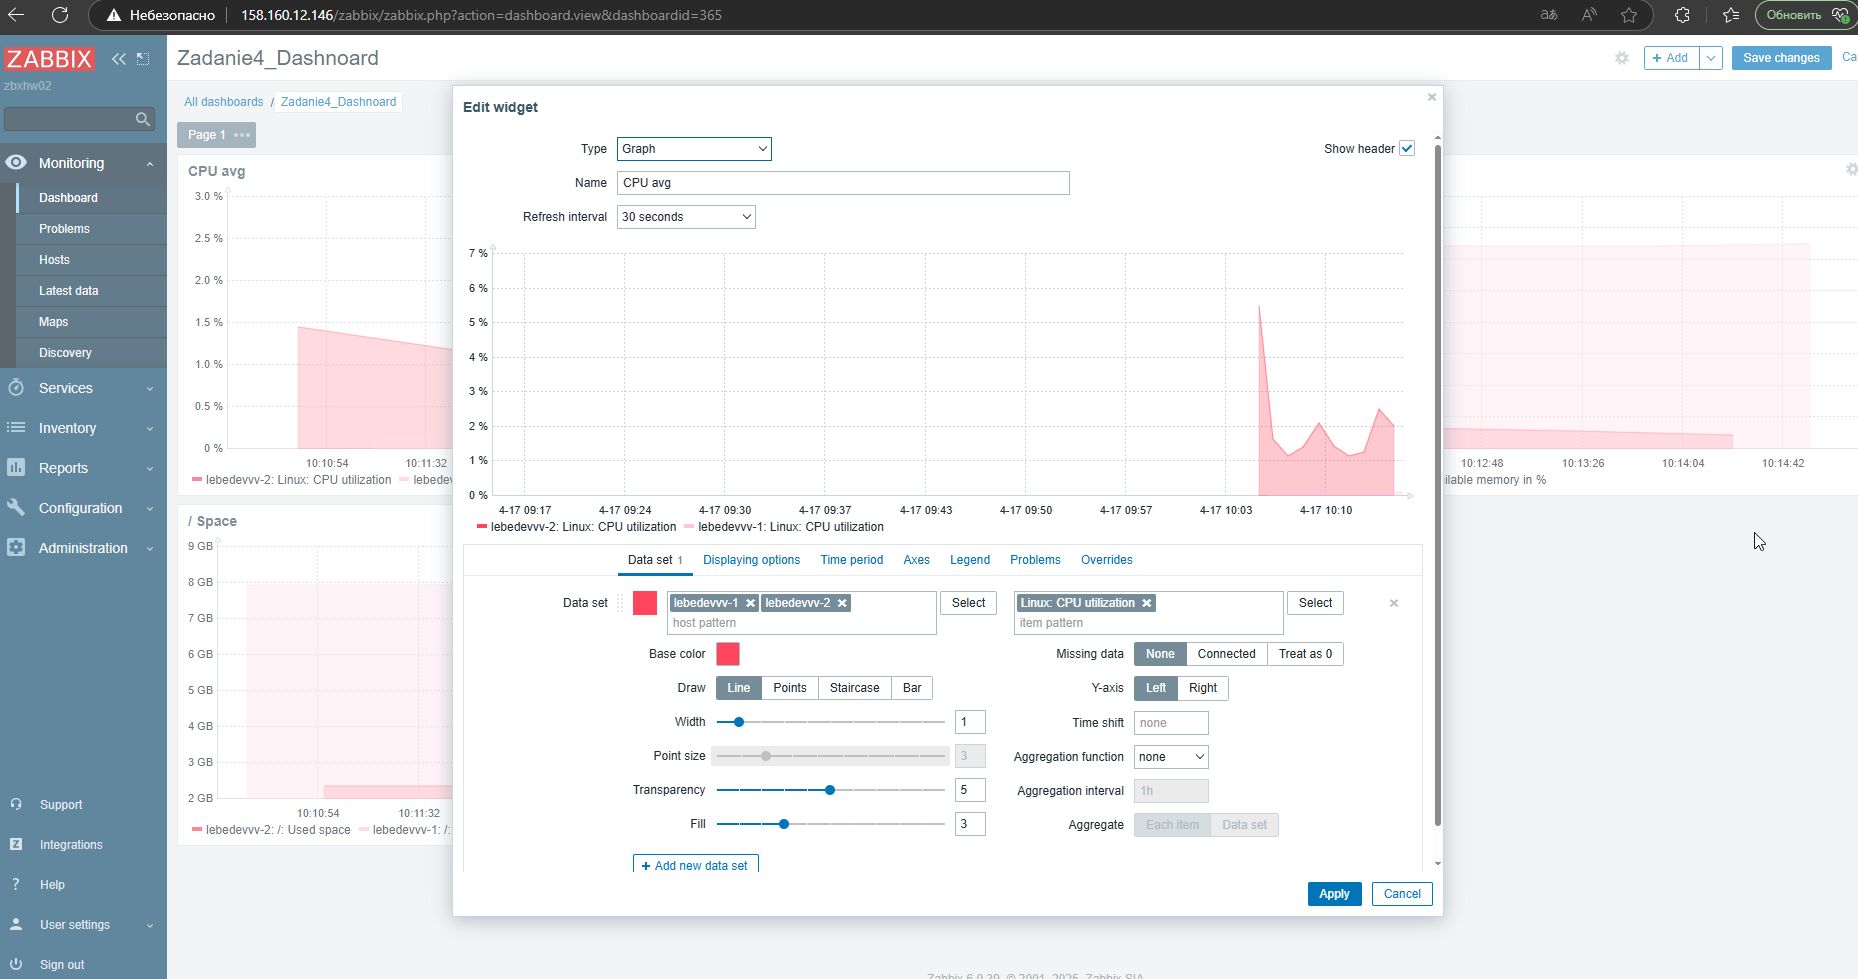 Небезопасно 158.160.12.146/zabbix/zabbix.php?action=dashboard.view&dashboardid=365 Обновить
ZABBIX
zbxhw02
Monitoring
Dashboard
Problems
Hosts
Latest data
Maps
Discovery
Services
Inventory
Reports
Configuration
Administration
Support
Z Integrations
? Help
User settings
Sign out
Zadanie4_Dashnoard
+ Add
Save changes
Ca
All dashboards / Zadanie4_Dashnoard
Page 1
CPU avg
3.0 %
2.5 %
2.0 %
1.5 %
1.0 %
0.5 %
0 %
10:10:54 10:11:32
lebedevvv-2: Linux: CPU utilization lebedev
/ Space
9 GB
8 GB
7 GB
6 GB
5 GB
4 GB
3 GB
2 GB
10:10:54 10:11:32
lebedevvv-2: /: Used space lebedevvv-1: /:
Edit widget
Type Graph
Show header
Name CPU avg
Refresh interval 30 seconds
7 %
6 %
5 %
4 %
3 %
2 %
1 %
0 %
4-17 09:17 4-17 09:24 4-17 09:30 4-17 09:37 4-17 09:43 4-17 09:50 4-17 09:57 4-17 10:03 4-17 10:10
lebedevvv-2: Linux: CPU utilization lebedevvv-1: Linux: CPU utilization
Data set 1 Displaying options Time period Axes Legend Problems Overrides
Data set lebedevvv-1 lebedevvv-2 Select Linux: CPU utilization Select
host pattern item pattern
Base color Missing data None Connected Treat as 0
Draw Line Points Staircase Bar Y-axis Left Right
Width 1 Time shift none
Point size 3 Aggregation function none
Transparency 5 Aggregation interval 1h
Fill 3 Aggregate Each item Data set
+ Add new data set
Apply Cancel
10:12:48 10:13:26 10:14:04 10:14:42
ilable memory in %
Zabbix 6.0.39. © 2001–2025, Zabbix SIA